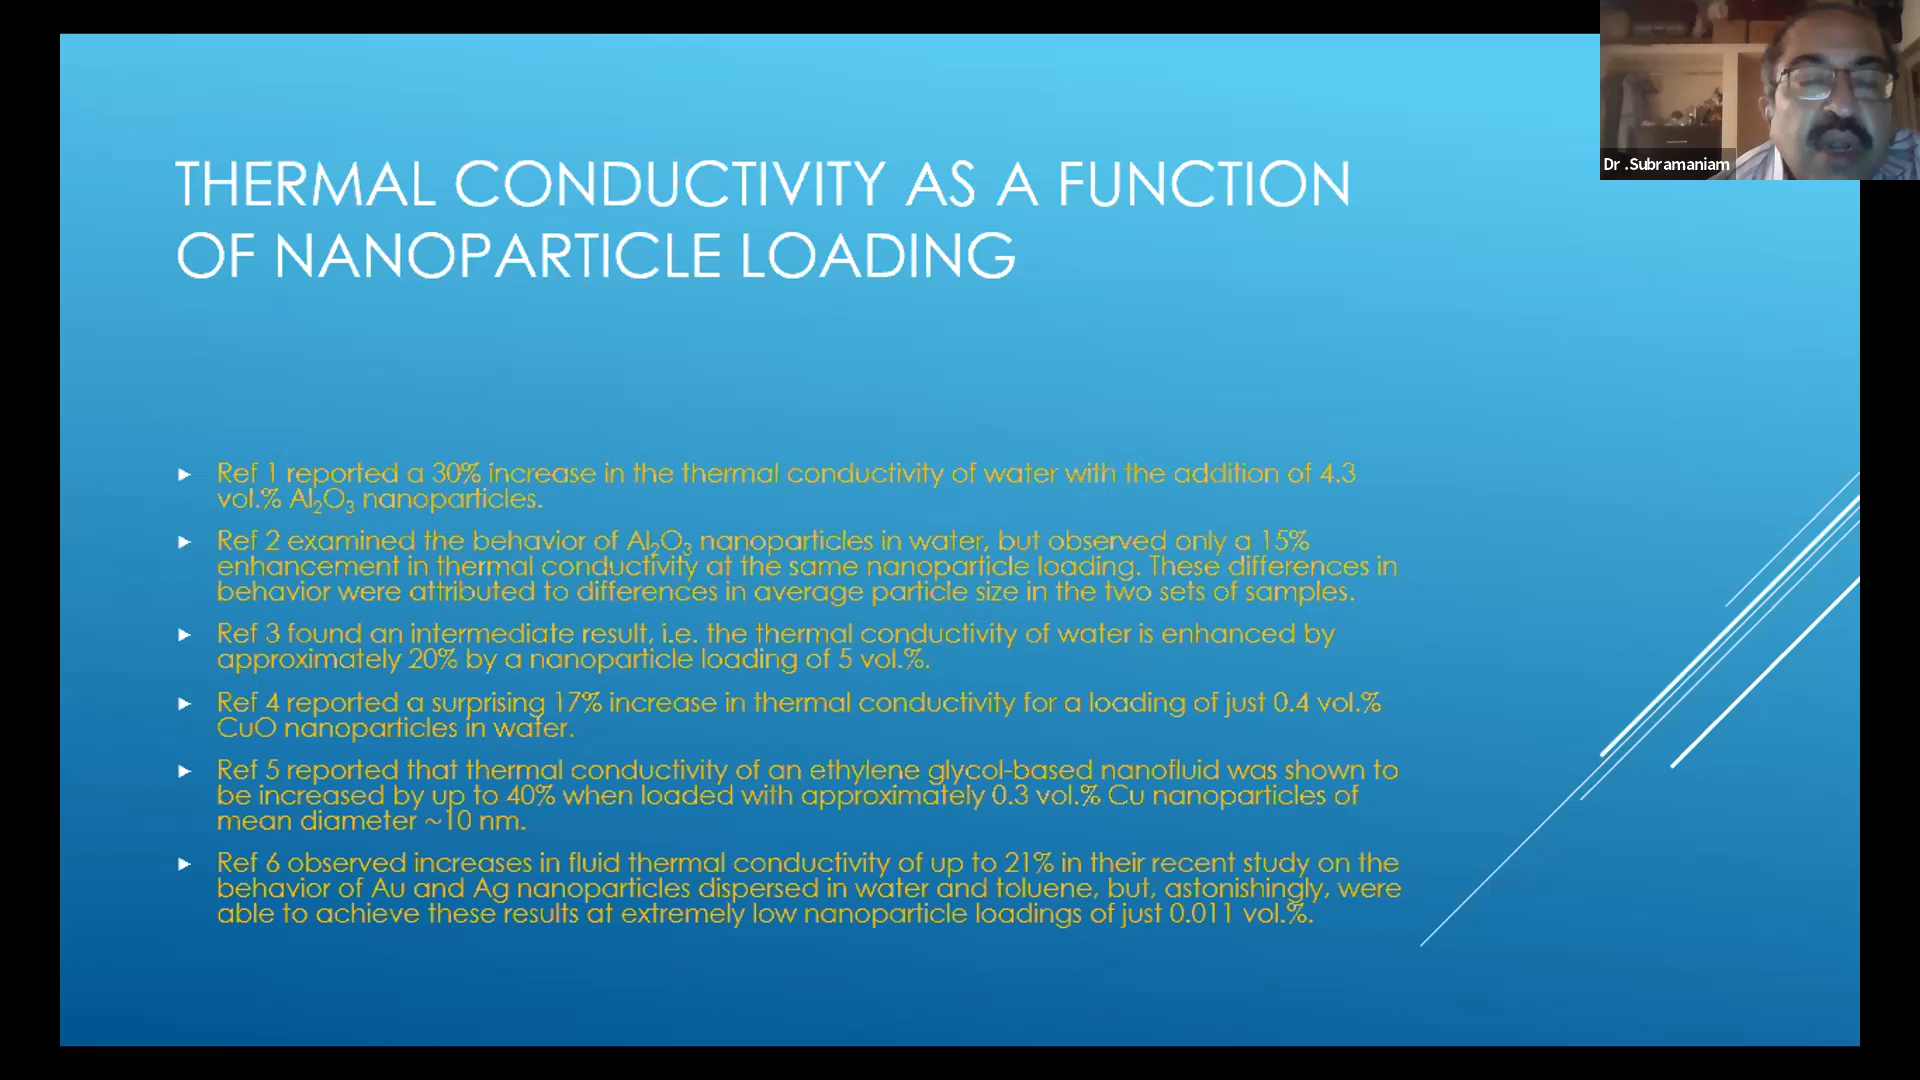 Dr .Subramaniam
THERMAL CONDUCTIVITY AS A FUNCTION
OF NANOPARTICLE LOADING
Ref 1 reported a 30% increase in the thermal conductivity of water with the addition of 4.3
vol.% Al₂O₃ nanoparticles.
Ref 2 examined the behavior of Al₂O₃ nanoparticles in water, but observed only a 15%
enhancement in thermal conductivity at the same nanoparticle loading. These differences in
behavior were attributed to differences in average particle size in the two sets of samples.
Ref 3 found an intermediate result, i.e. the thermal conductivity of water is enhanced by
approximately 20% by a nanoparticle loading of 5 vol.%.
Ref 4 reported a surprising 17% increase in thermal conductivity for a loading of just 0.4 vol.%
CuO nanoparticles in water.
Ref 5 reported that thermal conductivity of an ethylene glycol-based nanofluid was shown to
be increased by up to 40% when loaded with approximately 0.3 vol.% Cu nanoparticles of
mean diameter ~10 nm.
Ref 6 observed increases in fluid thermal conductivity of up to 21% in their recent study on the
behavior of Au and Ag nanoparticles dispersed in water and toluene, but, astonishingly, were
able to achieve these results at extremely low nanoparticle loadings of just 0.011 vol.%.